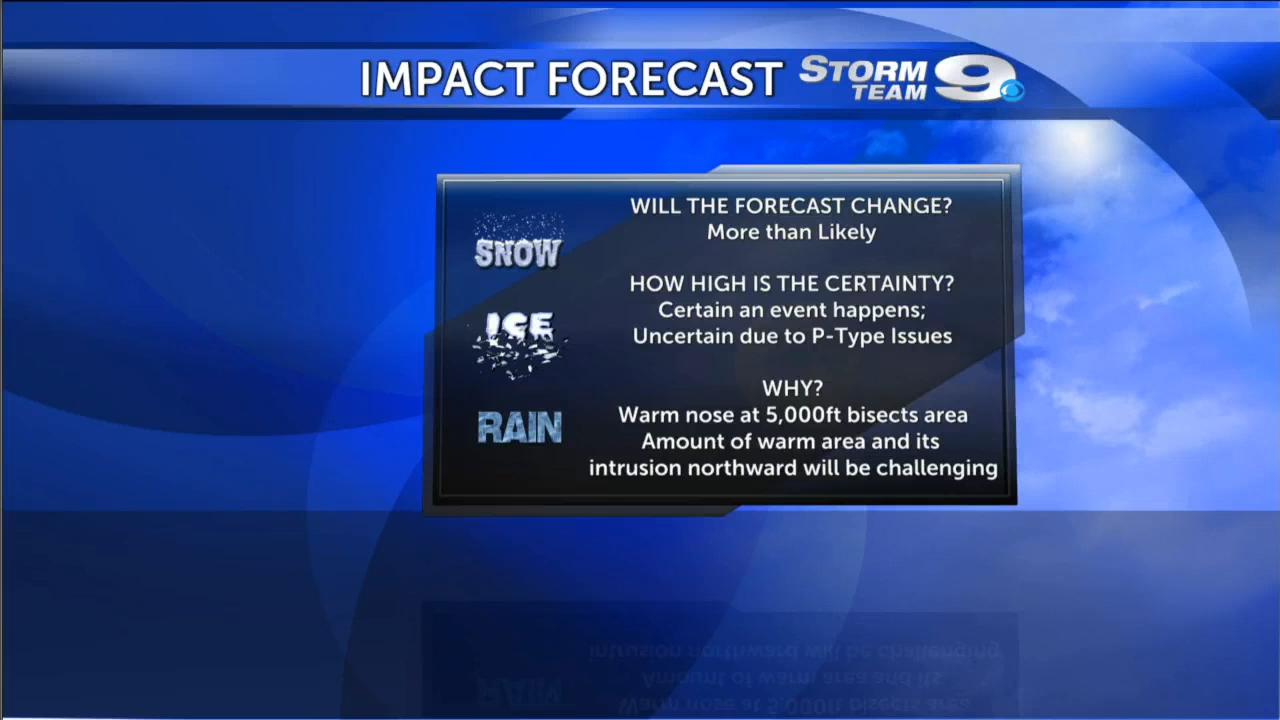 IMPACT FORECAST
STORM TEAM 9
SNOW
ICE
RAIN
WILL THE FORECAST CHANGE?
More than Likely
HOW HIGH IS THE CERTAINTY?
Certain an event happens;
Uncertain due to P-Type Issues
WHY?
Warm nose at 5,000ft bisects area
Amount of warm area and its
intrusion northward will be challenging